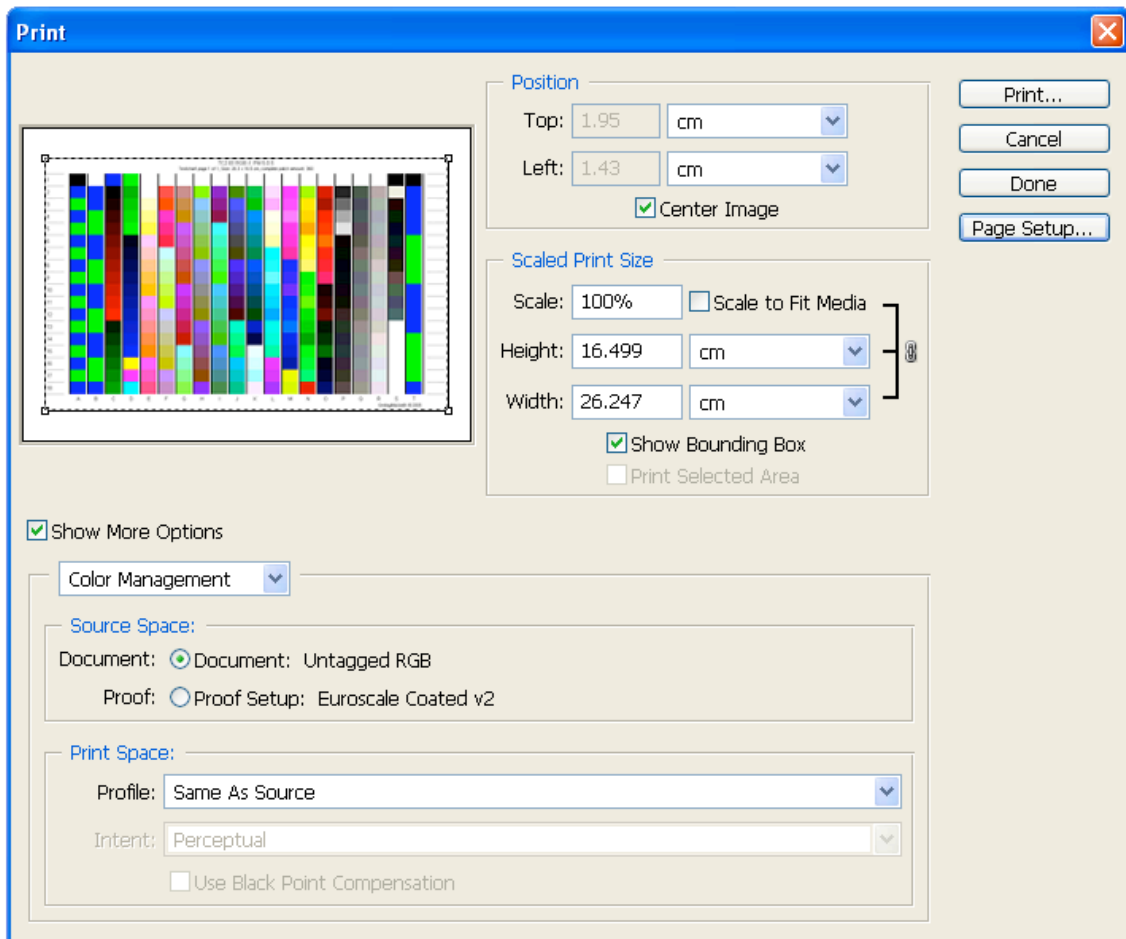 Print
Position
Top: 1.95 cm
Left: 1.43 cm
Center Image
Print...
Cancel
Done
Page Setup...
Scaled Print Size
Scale: 100% Scale to Fit Media
Height: 16.499 cm
Width: 26.247 cm
Show Bounding Box
Print Selected Area
Show More Options
Color Management
Source Space:
Document: Document: Untagged RGB
Proof: Proof Setup: Euroscale Coated v2
Print Space:
Profile: Same As Source
Intent: Perceptual
Use Black Point Compensation